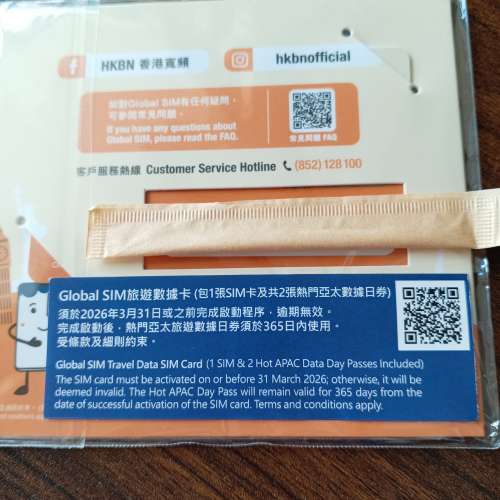 HKBN 香港寬頻
hkbnofficial
如對Global SIM有任何疑問，
可參閱常見問題。
If you have any questions about
Global SIM, please read the FAQ.
常見問題 FAQ
客戶服務熱線 Customer Service Hotline (852) 128 100
Global SIM旅遊數據卡 (包1張SIM卡及共2張熱門亞太數據日券)
須於2026年3月31日或之前完成啟動程序，逾期無效。
完成啟動後，熱門亞太旅遊數據日券須於365日內使用。
受條款及細則約束。
Global SIM Travel Data SIM Card (1 SIM & 2 Hot APAC Data Day Passes Included)
The SIM card must be activated on or before 31 March 2026; otherwise, it will be
deemed invalid. The Hot APAC Day Pass will remain valid for 365 days from the
date of successful activation of the SIM card. Terms and conditions apply.